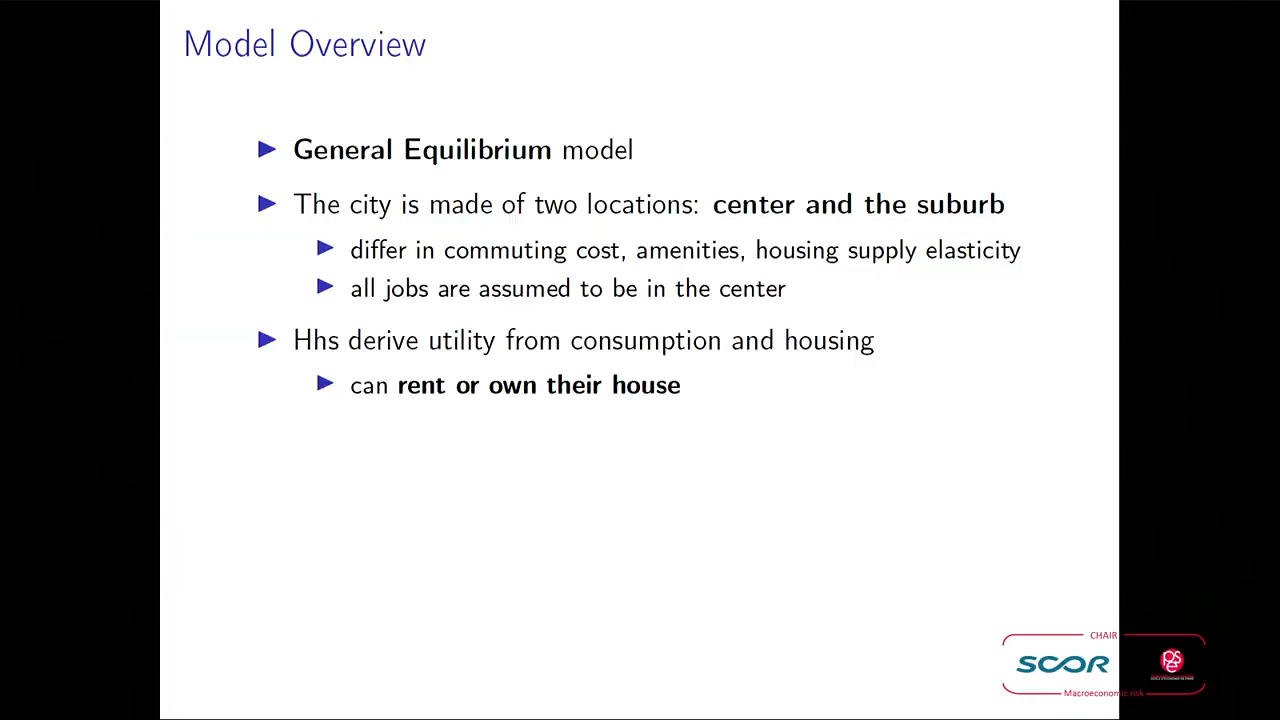 Model Overview
General Equilibrium model
The city is made of two locations: center and the suburb
differ in commuting cost, amenities, housing supply elasticity
all jobs are assumed to be in the center
Hhs derive utility from consumption and housing
can rent or own their house
CHAIR
SCOR
pse
Macroeconomic risk